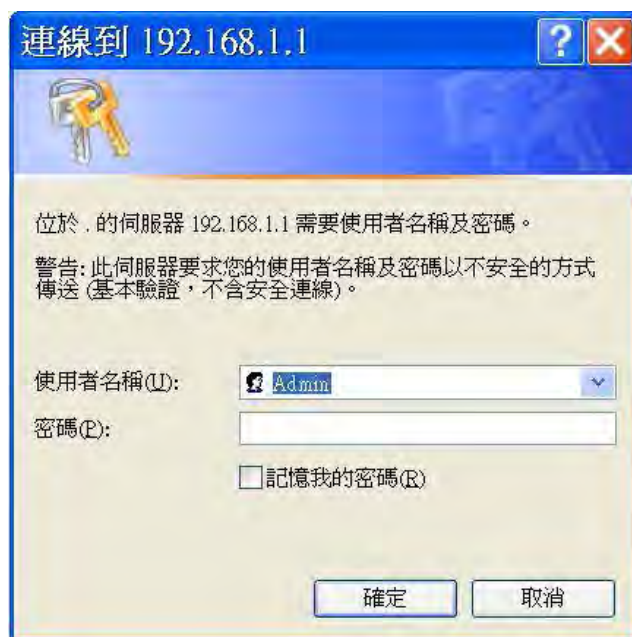 連線到 192.168.1.1
位於 . 的伺服器 192.168.1.1 需要使用者名稱及密碼。
警告: 此伺服器要求您的使用者名稱及密碼以不安全的方式
傳送 (基本驗證，不含安全連線)。
使用者名稱(U): Admin
密碼(P):
記憶我的密碼(R)
確定 取消